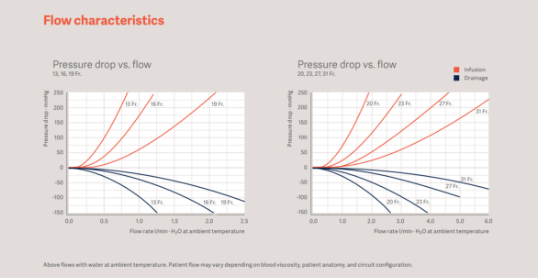 Flow characteristics
Pressure drop vs. flow
13, 16, 19 Fr.
Pressure drop - mmHg
250
200
150
100
50
0
-50
-100
-150
13 Fr.
16 Fr.
19 Fr.
13 Fr.
16 Fr.
19 Fr.
0.0
0.5
1.0
1.5
2.0
2.5
Flow rate l/min - H₂O at ambient temperature
Pressure drop vs. flow
20, 23, 27, 31 Fr.
Infusion
Drainage
Pressure drop - mmHg
250
200
150
100
50
0
-50
-100
-150
20 Fr.
23 Fr.
27 Fr.
31 Fr.
31 Fr.
27 Fr.
20 Fr.
23 Fr.
0.0
1.0
2.0
3.0
4.0
5.0
6.0
Flow rate l/min - H₂O at ambient temperature
Above flows with water at ambient temperature. Patient flow may vary depending on blood viscosity, patient anatomy, and circuit configuration.